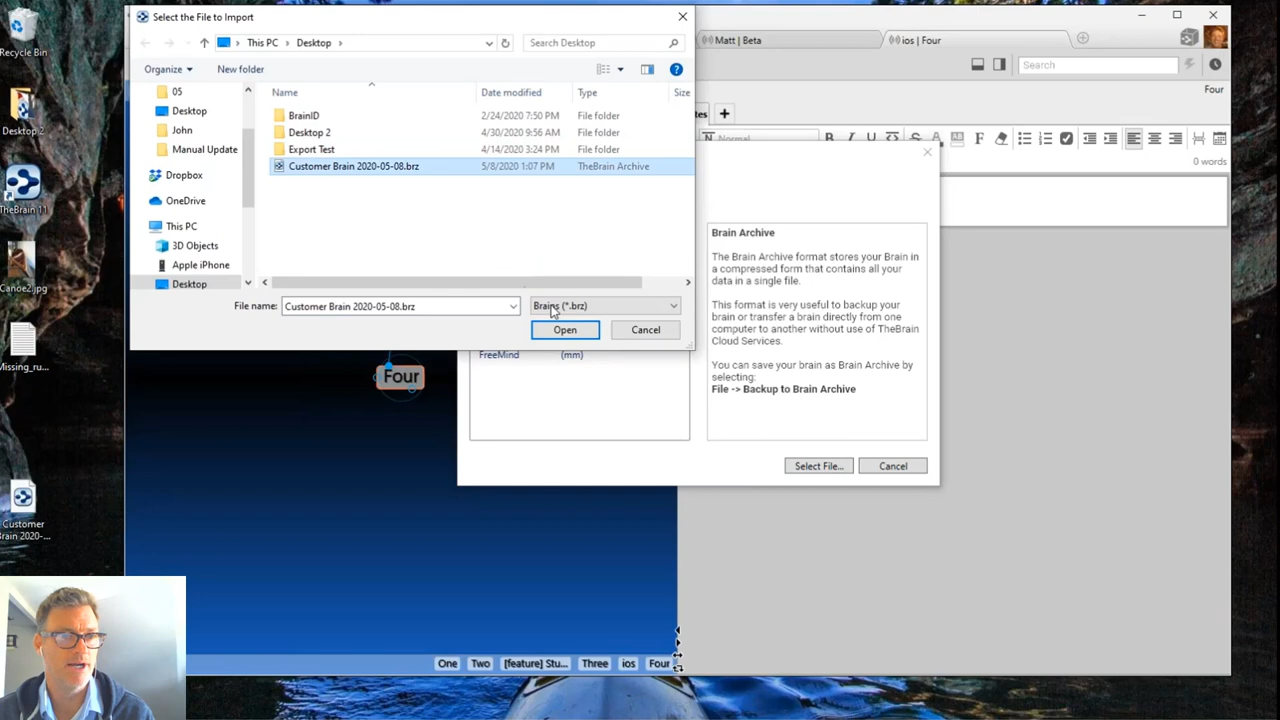 Recycle Bin
Desktop 2
TheBrain 11
Canoe2.jpg
Missing_ru...
Customer
Brain 2020-...
Select the File to Import
This PC
Desktop
Search Desktop
Organize
New folder
05
Desktop
John
Manual Update
Dropbox
OneDrive
This PC
3D Objects
Apple iPhone
Desktop
Name
Date modified
Type
Size
BrainID
2/24/2020 7:50 PM
File folder
Desktop 2
4/30/2020 9:56 AM
File folder
Export Test
4/14/2020 3:24 PM
File folder
Customer Brain 2020-05-08.brz
5/8/2020 1:07 PM
TheBrain Archive
File name:
Customer Brain 2020-05-08.brz
Brains (*.brz)
Open
Cancel
Matt | Beta
ios | Four
Search
Four
tes
Normal
0 words
Brain Archive
The Brain Archive format stores your Brain in
a compressed form that contains all your
data in a single file.
This format is very useful to backup your
brain or transfer a brain directly from one
computer to another without use of TheBrain
Cloud Services.
You can save your brain as Brain Archive by
selecting:
File -> Backup to Brain Archive
FreeMind
(mm)
Select File...
Cancel
Four
One
Two
[feature] Stu...
Three
ios
Four